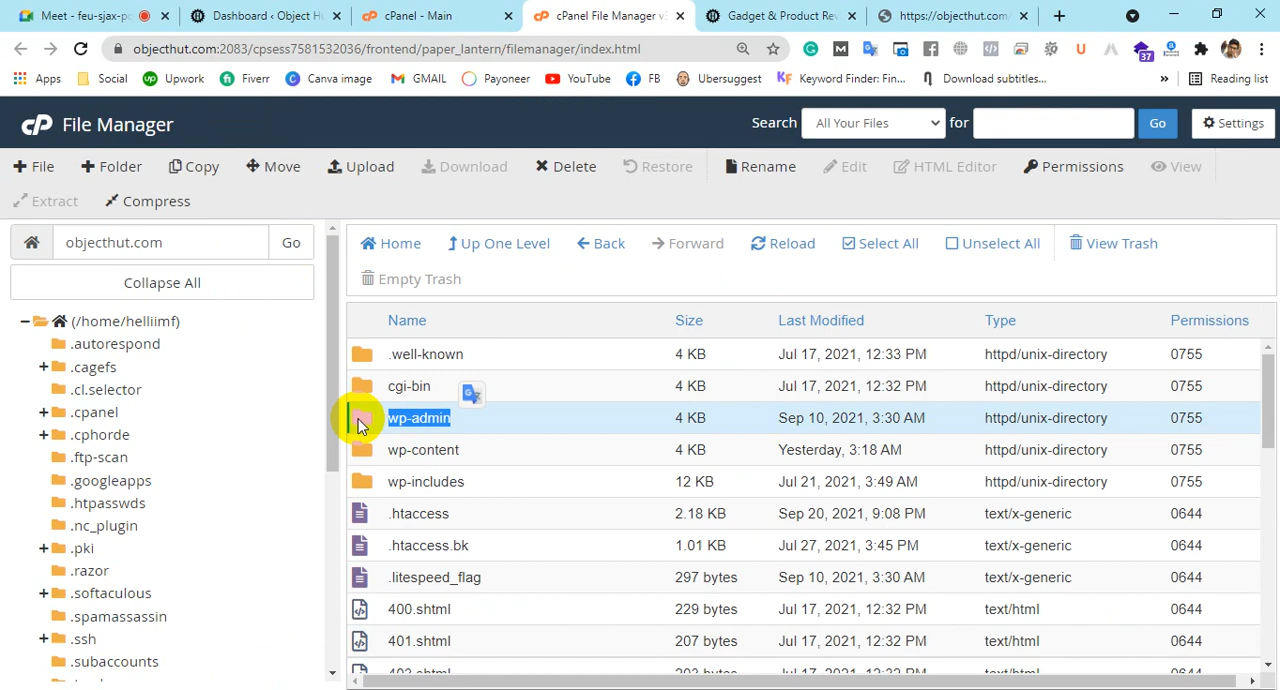 Meet - feu-sjax-pc
Dashboard ‹ Object H
cPanel - Main
cPanel File Manager v
Gadget & Product Rev
https://objecthut.com/
objecthut.com:2083/cpsess7581532036/frontend/paper_lantern/filemanager/index.html
37
Apps
Social
Upwork
Fiverr
Canva image
GMAIL
Payoneer
YouTube
FB
Ubersuggest
Keyword Finder: Fin...
Download subtitles...
»
Reading list
cP File Manager
Search
All Your Files
for
Go
Settings
File
Folder
Copy
Move
Upload
Download
Delete
Restore
Rename
Edit
HTML Editor
Permissions
View
Extract
Compress
objecthut.com
Go
Home
Up One Level
Back
Forward
Reload
Select All
Unselect All
View Trash
Empty Trash
Collapse All
(/home/helliimf)
.autorespond
.cagefs
.cl.selector
.cpanel
.cphorde
.ftp-scan
.googleapps
.htpasswds
.nc_plugin
.pki
.razor
.softaculous
.spamassassin
.ssh
.subaccounts
Name Size Last Modified Type Permissions
.well-known 4 KB Jul 17, 2021, 12:33 PM httpd/unix-directory 0755
cgi-bin 4 KB Jul 17, 2021, 12:32 PM httpd/unix-directory 0755
wp-admin 4 KB Sep 10, 2021, 3:30 AM httpd/unix-directory 0755
wp-content 4 KB Yesterday, 3:18 AM httpd/unix-directory 0755
wp-includes 12 KB Jul 21, 2021, 3:49 AM httpd/unix-directory 0755
.htaccess 2.18 KB Sep 20, 2021, 9:08 PM text/x-generic 0644
.htaccess.bk 1.01 KB Jul 27, 2021, 3:45 PM text/x-generic 0644
.litespeed_flag 297 bytes Sep 10, 2021, 3:30 AM text/x-generic 0644
400.shtml 229 bytes Jul 17, 2021, 12:32 PM text/html 0644
401.shtml 207 bytes Jul 17, 2021, 12:32 PM text/html 0644